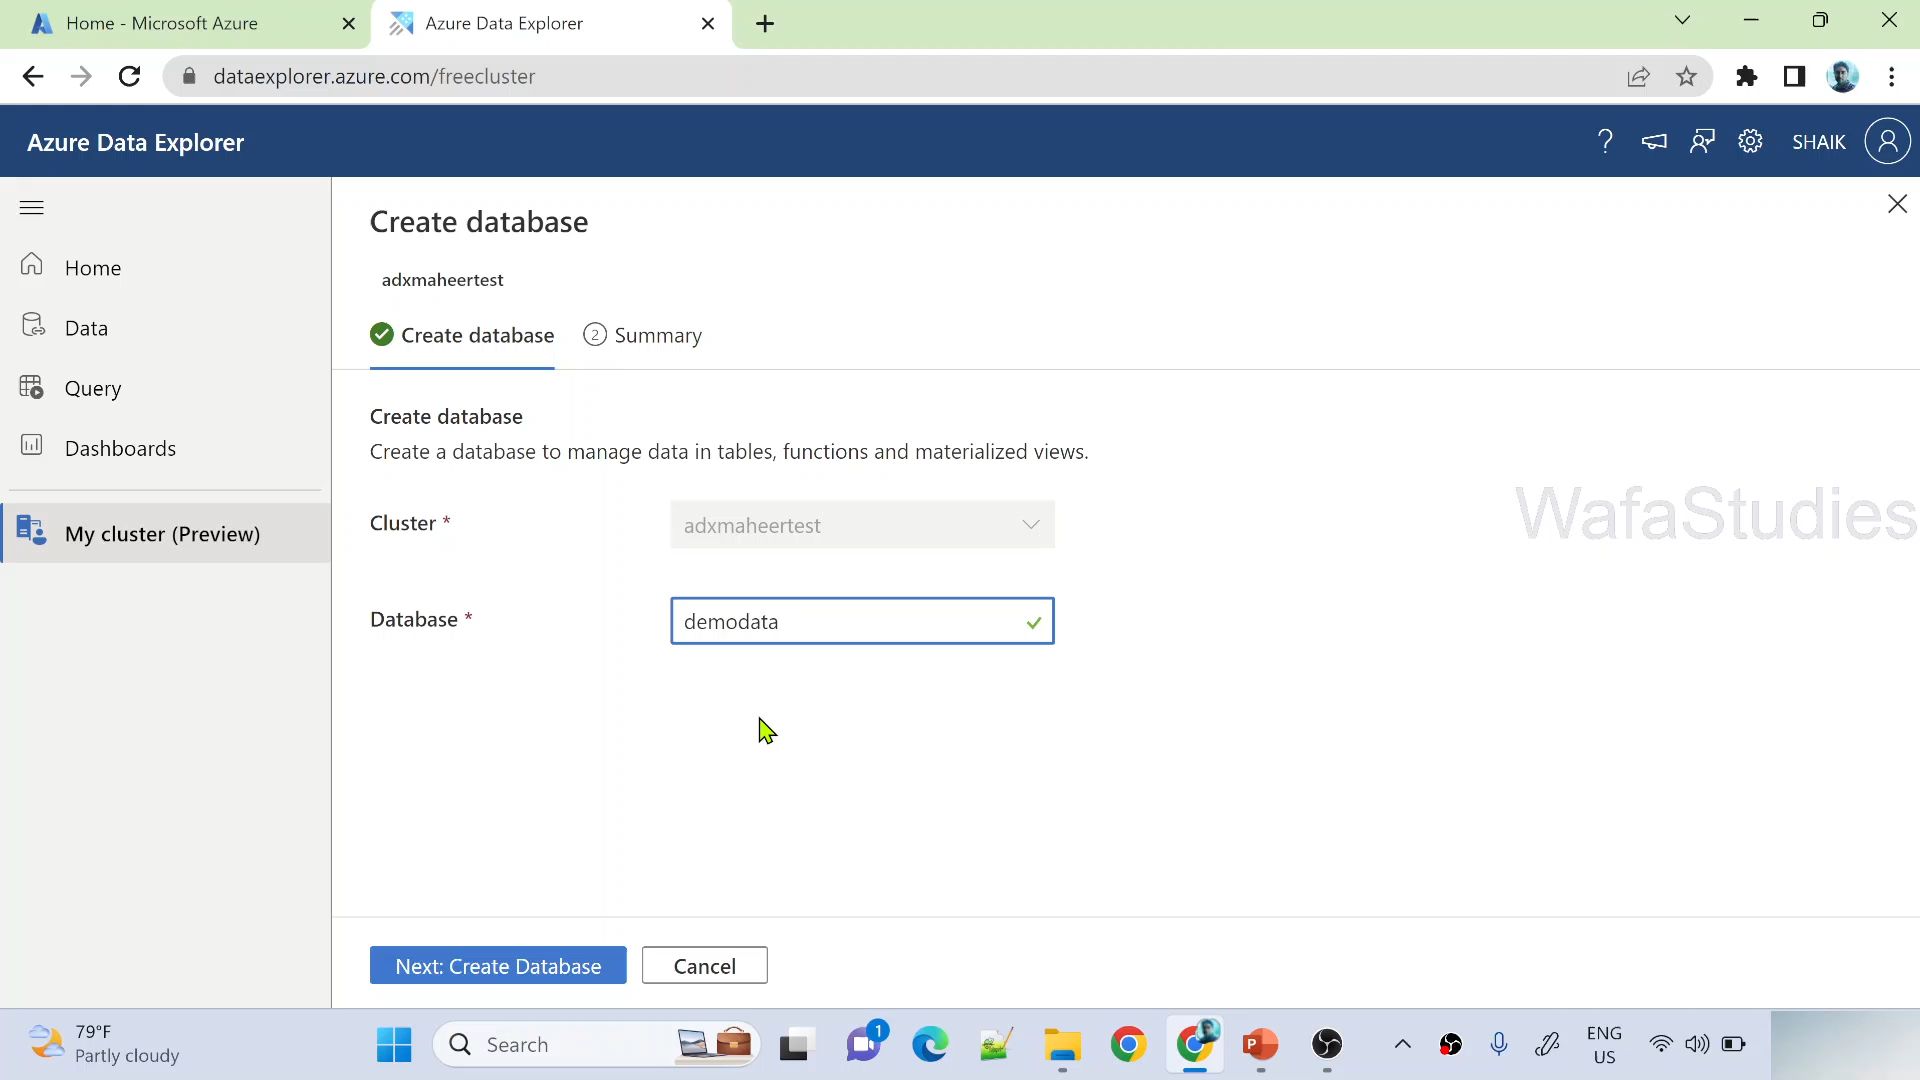 Home - Microsoft Azure
Azure Data Explorer
dataexplorer.azure.com/freecluster
Azure Data Explorer
SHAIK
Create database
adxmaheertest
Create database
2 Summary
Home
Data
Query
Dashboards
My cluster (Preview)
Create database
Create a database to manage data in tables, functions and materialized views.
Cluster *
adxmaheertest
WafaStudies
Database *
demodata
Next: Create Database
Cancel
79°F
Partly cloudy
Search
1
P
ENG
US